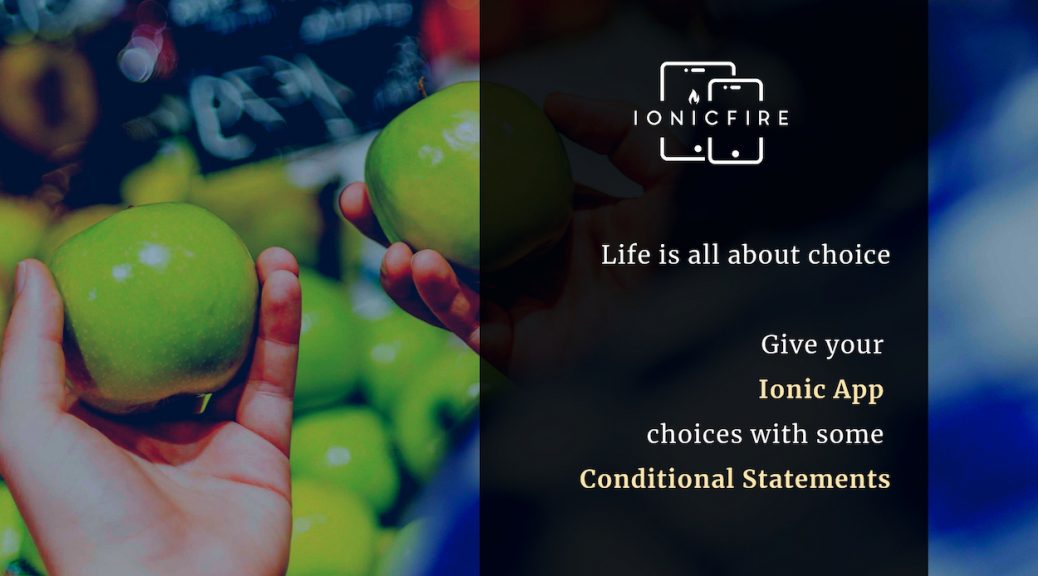 IONICFIRE
Life is all about choice
Give your
Ionic App
choices with some
Conditional Statements